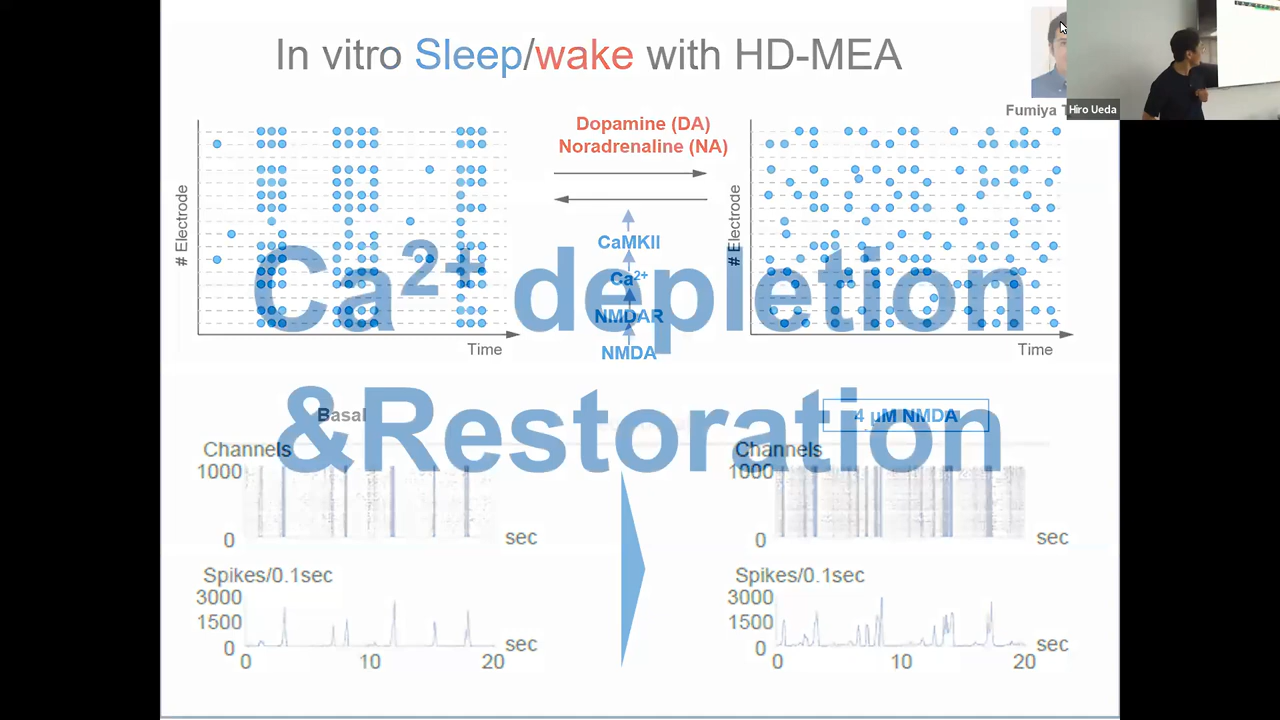 In vitro Sleep/wake with HD-MEA
Fumiya
Hiro Ueda
Dopamine (DA)
Noradrenaline (NA)
# Electrode
Time
CaMKII
Ca²⁺
NMDAR
NMDA
# Electrode
Time
Ca²⁺ depletion
&Restoration
Basal
Channels
1000
0
sec
Spikes/0.1sec
3000
1500
0
sec
0 10 20
4 μM NMDA
Channels
1000
0
sec
Spikes/0.1sec
3000
1500
0
sec
0 10 20